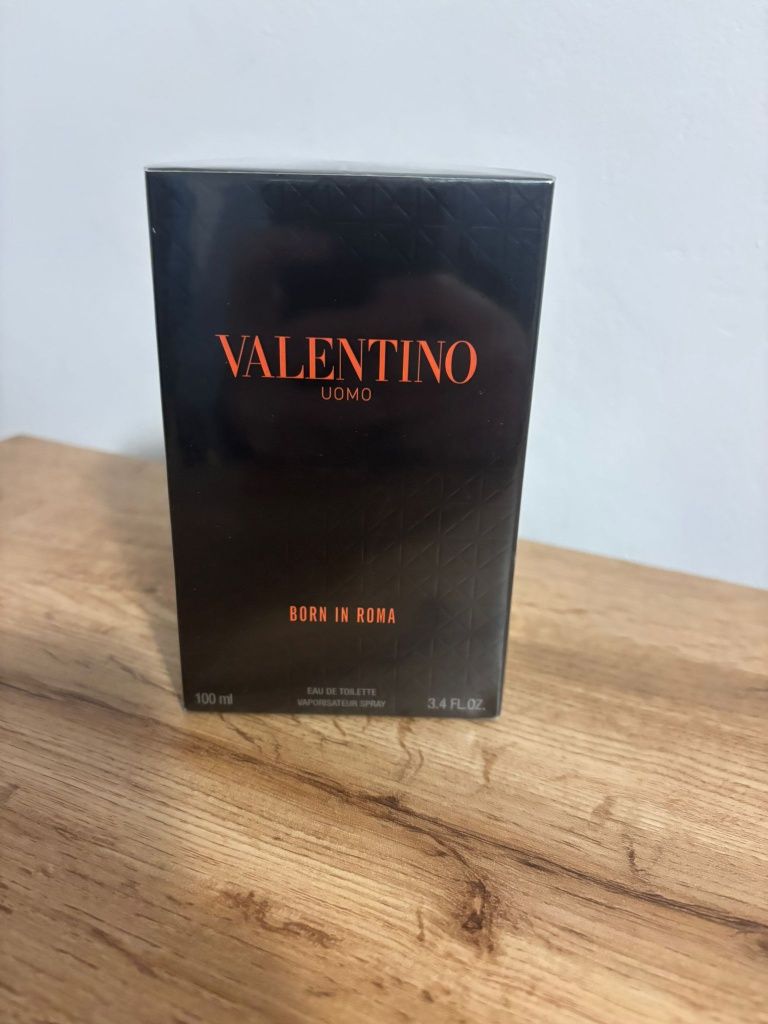 VALENTINO
UOMO
BORN IN ROMA
EAU DE TOILETTE
100 ml VAPORISATEUR SPRAY 3.4 FL.OZ.